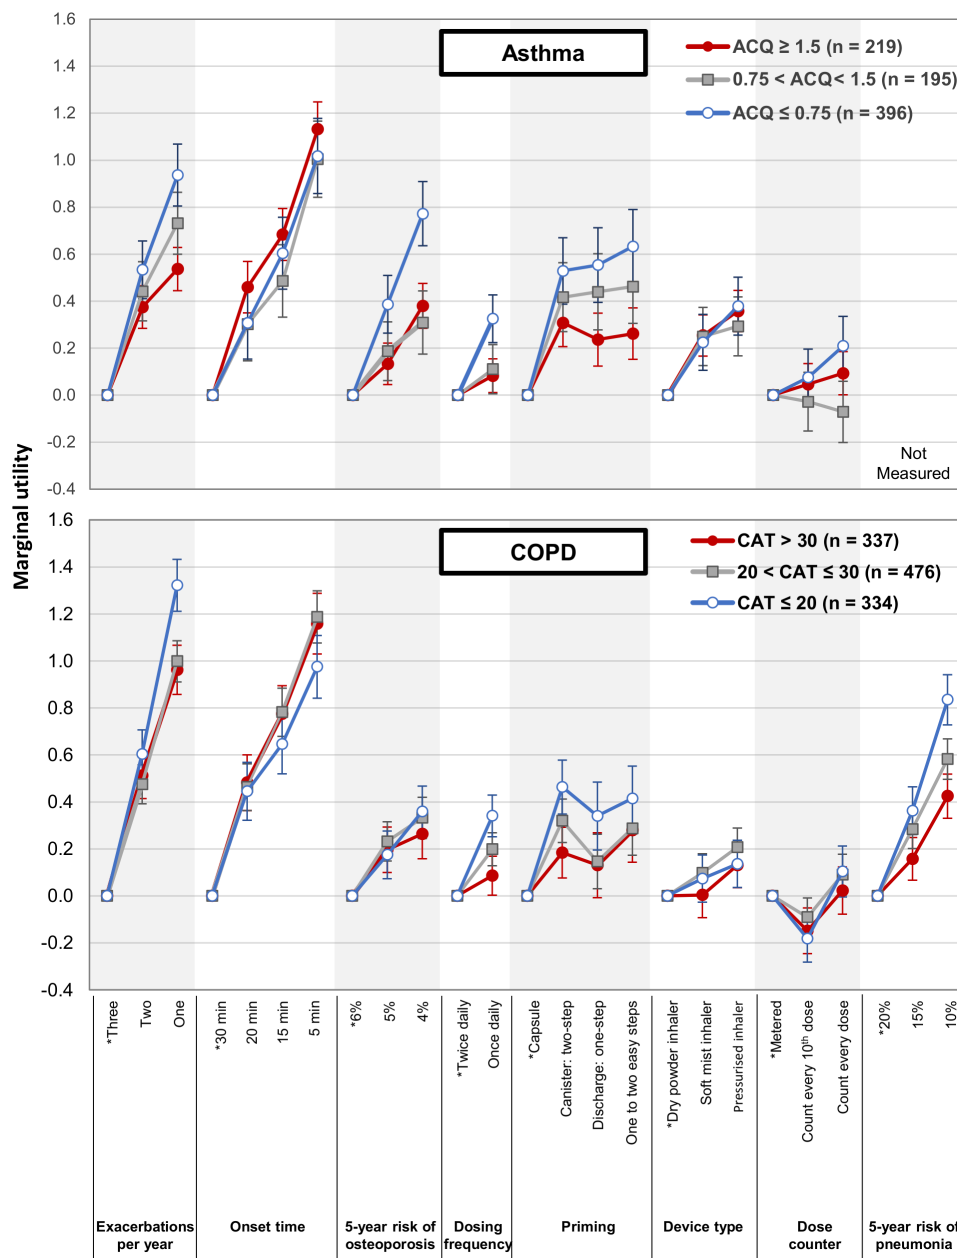 Marginal utility
1.6
1.4
1.2
1.0
0.8
0.6
0.4
0.2
0.0
-0.2
-0.4
Asthma
ACQ ≥ 1.5 (n = 219)
0.75 < ACQ< 1.5 (n = 195)
ACQ ≤ 0.75 (n = 396)
Not
Measured
1.6
1.4
1.2
1.0
0.8
0.6
0.4
0.2
0.0
-0.2
-0.4
COPD
CAT > 30 (n = 337)
20 < CAT ≤ 30 (n = 476)
CAT ≤ 20 (n = 334)
*Three
Two
One
*30 min
20 min
15 min
5 min
*6%
5%
4%
*Twice daily
Once daily
*Capsule
Canister: two-step
Discharge: one-step
One to two easy steps
*Dry powder inhaler
Soft mist inhaler
Pressurised inhaler
*Metered
Count every 10th dose
Count every dose
*20%
15%
10%
Exacerbations
per year
Onset time
5-year risk of
osteoporosis
Dosing
frequency
Priming
Device type
Dose
counter
5-year risk of
pneumonia